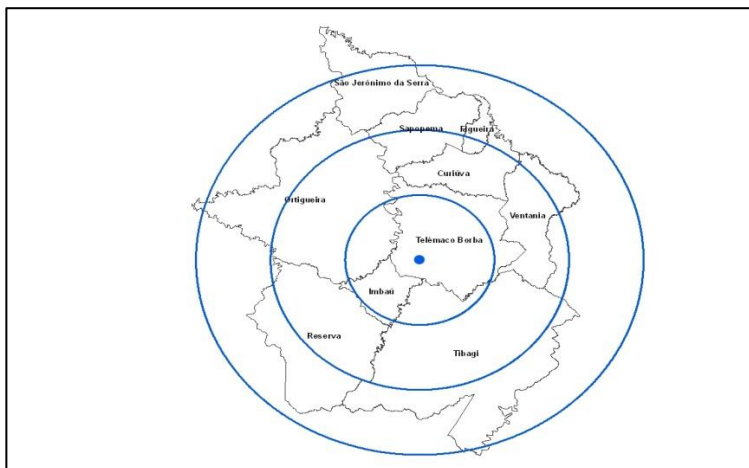 São Jerônimo da Serra
Sapopema
Figueira
Curiúva
Ortigueira
Ventania
Telêmaco Borba
Imbaú
Reserva
Tibagi